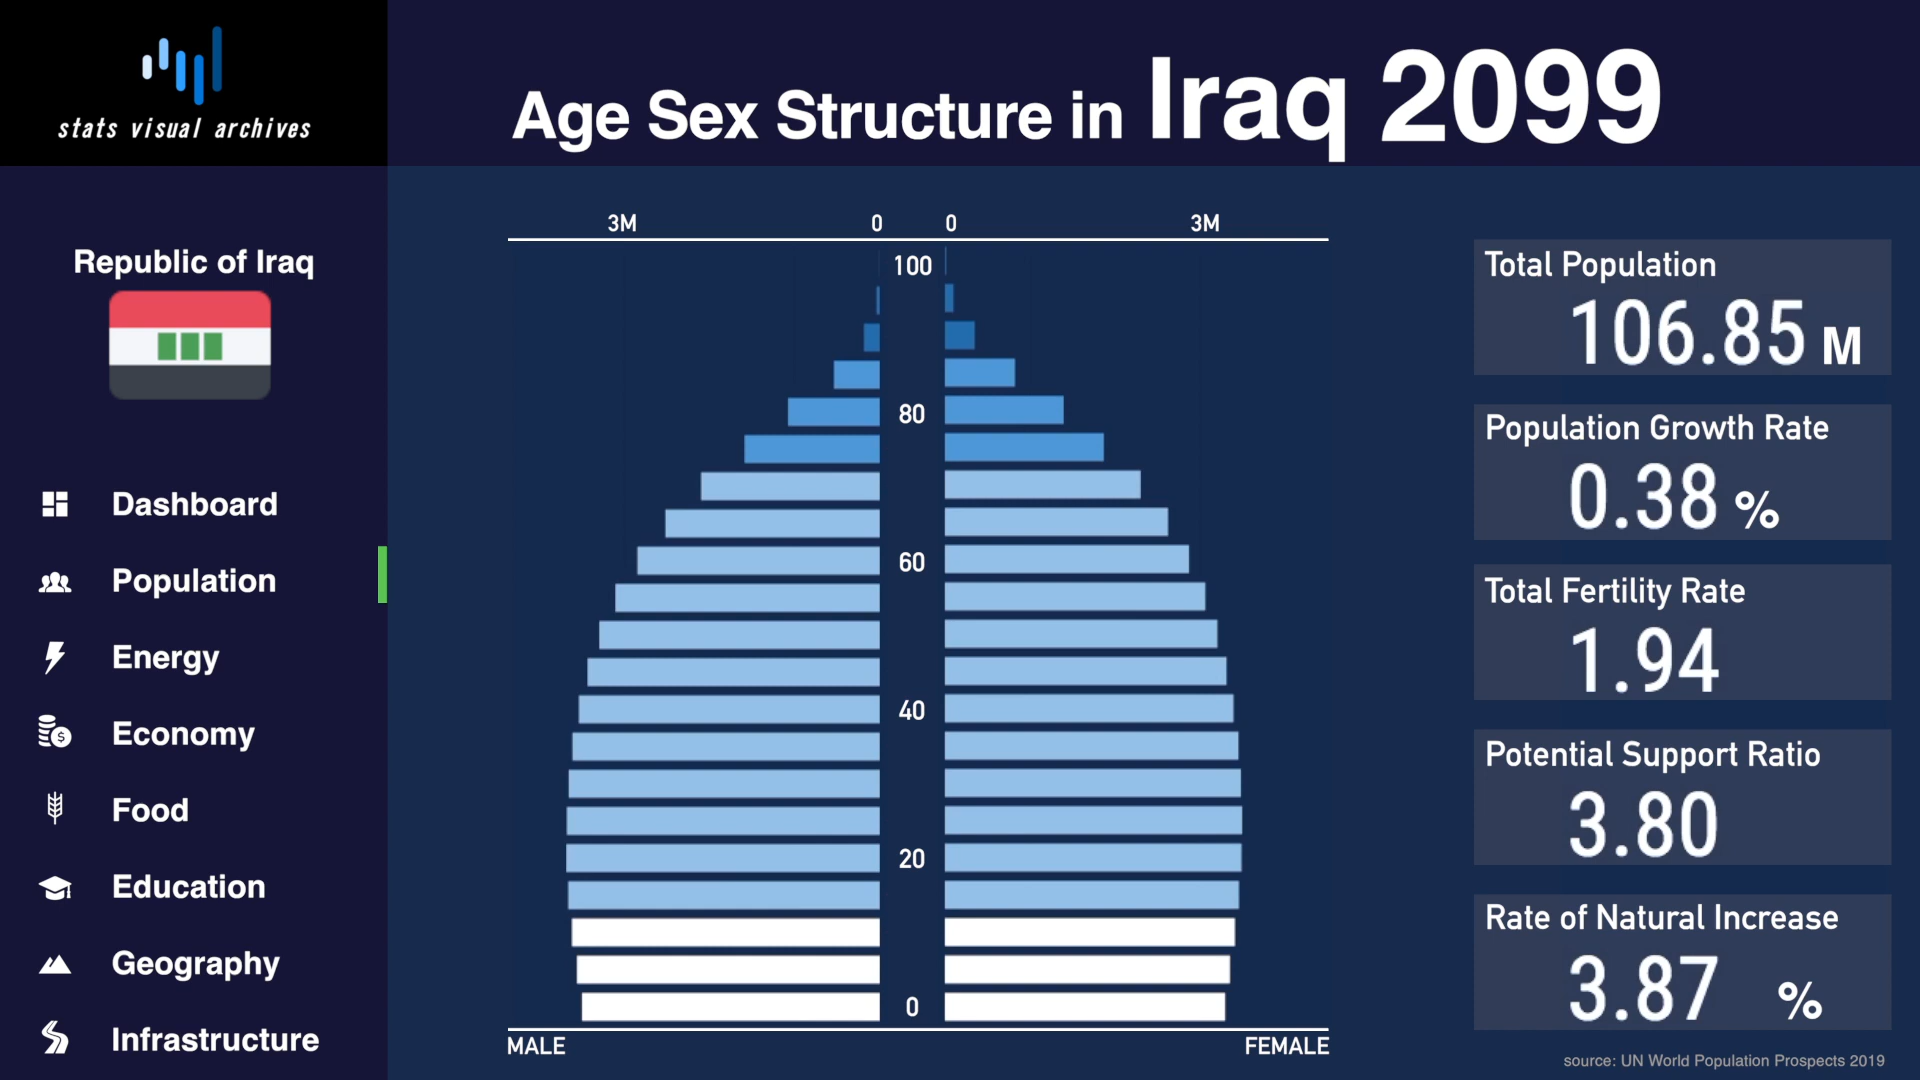 stats visual archives
Age Sex Structure in Iraq 2099
Republic of Iraq
Dashboard
Population
Energy
Economy
Food
Education
Geography
Infrastructure
3M 0 0 3M
100
80
60
40
20
0
MALE FEMALE
Total Population
106.85 M
Population Growth Rate
0.38 %
Total Fertility Rate
1.94
Potential Support Ratio
3.80
Rate of Natural Increase
3.87 %
source: UN World Population Prospects 2019